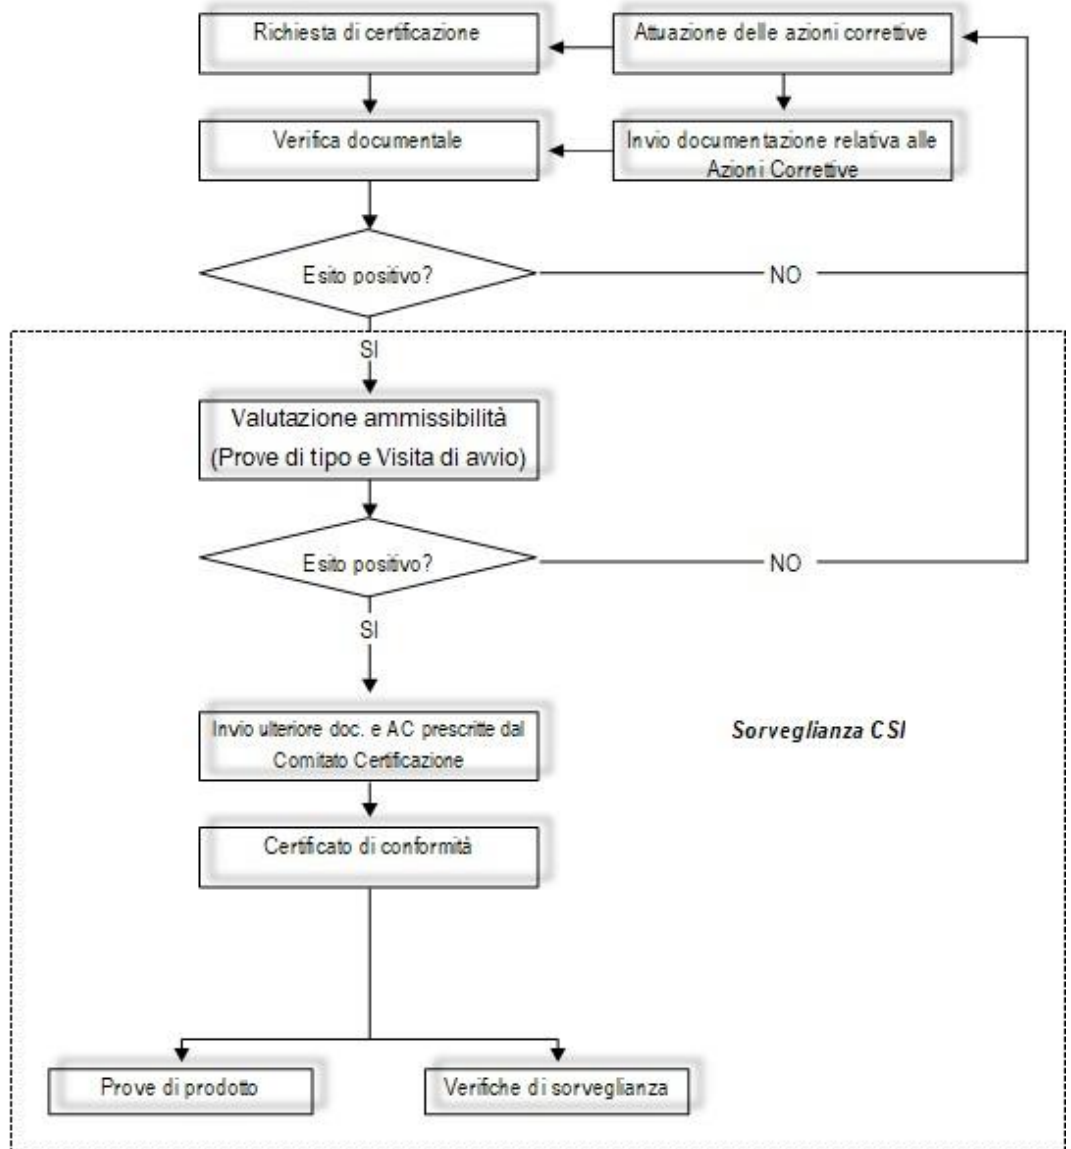 Richiesta di certificazione
Attuazione delle azioni correttive
Verifica documentale
Invio documentazione relativa alle
Azioni Correttive
Esito positivo?
NO
SI
Valutazione ammissibilità
(Prove di tipo e Visita di avvio)
Esito positivo?
NO
SI
Invio ulteriore doc. e AC prescritte dal
Comitato Certificazione
Sorveglianza CSI
Certificato di conformità
Prove di prodotto
Verifiche di sorveglianza